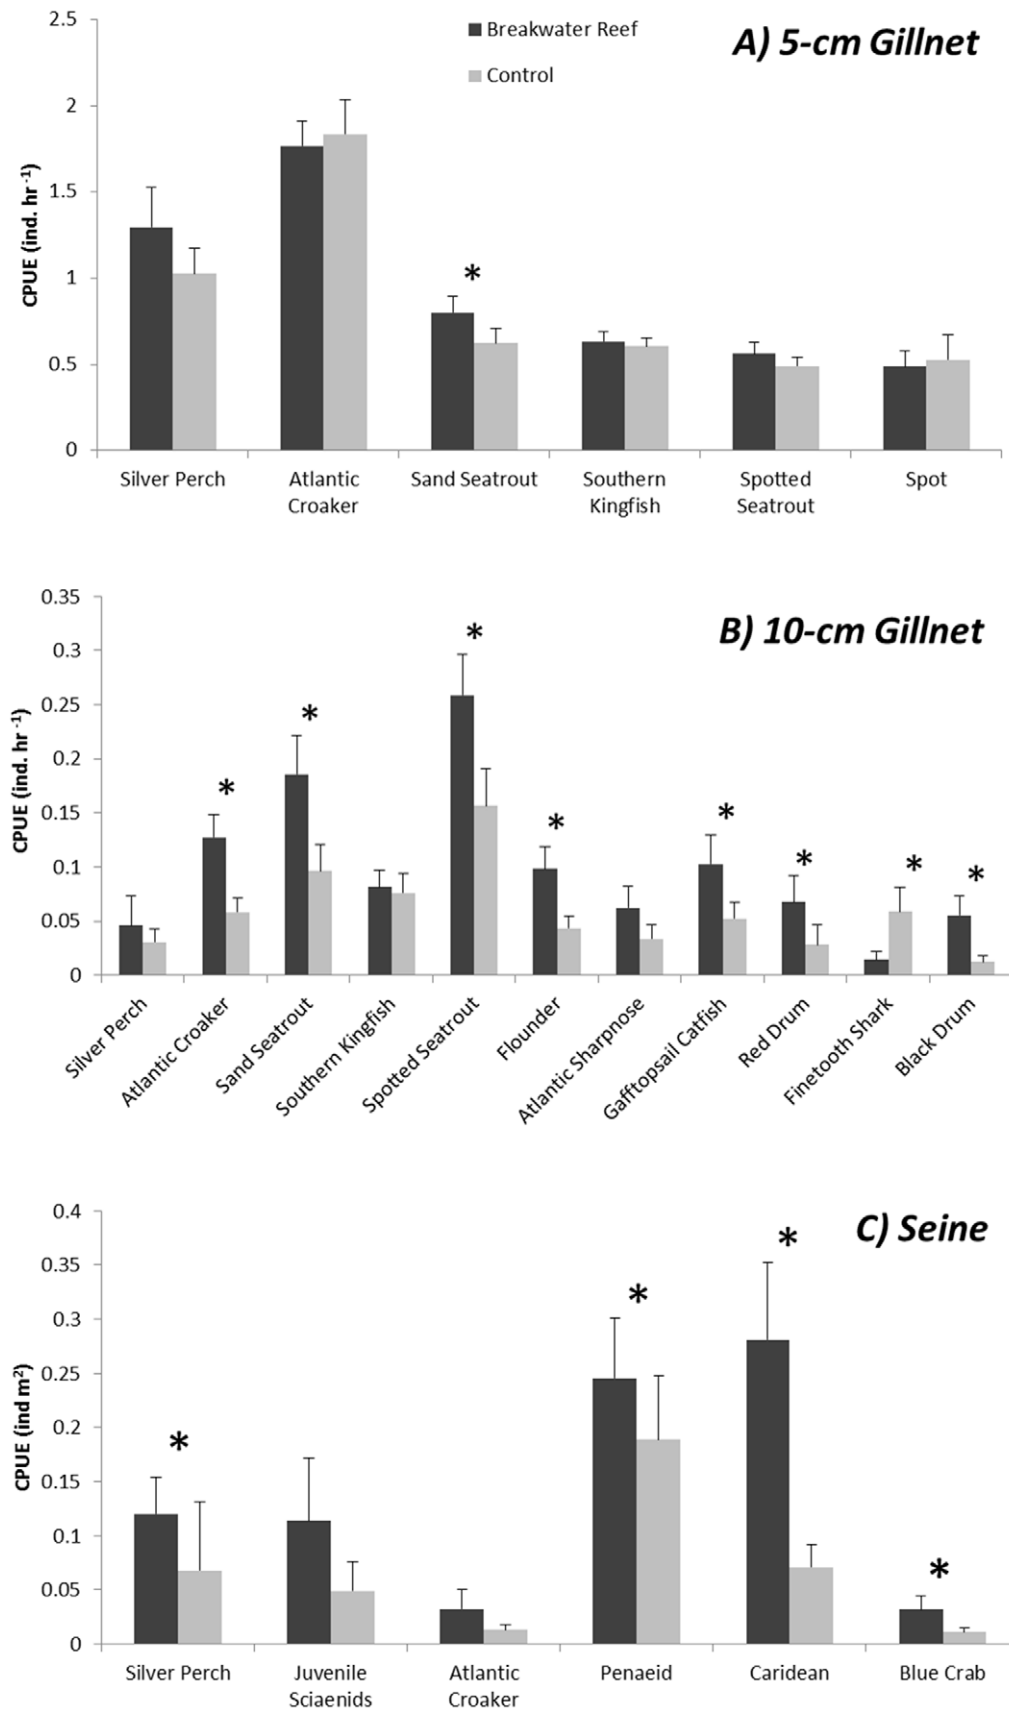 2.5
2
1.5
1
0.5
0
CPUE (ind. hr -1)
Breakwater Reef
Control
A) 5-cm Gillnet
*
Silver Perch
Atlantic
Croaker
Sand Seatrout
Southern
Kingfish
Spotted
Seatrout
Spot
0.35
0.3
0.25
0.2
0.15
0.1
0.05
0
CPUE (ind. hr -1)
B) 10-cm Gillnet
*
*
*
*
*
*
*
*
Silver Perch
Atlantic Croaker
Sand Seatrout
Southern Kingfish
Spotted Seatrout
Flounder
Atlantic Sharpnose
Gafftopsail Catfish
Red Drum
Finetooth Shark
Black Drum
0.4
0.35
0.3
0.25
0.2
0.15
0.1
0.05
0
CPUE (ind m2)
C) Seine
*
*
*
*
Silver Perch
Juvenile
Sciaenids
Atlantic
Croaker
Penaeid
Caridean
Blue Crab